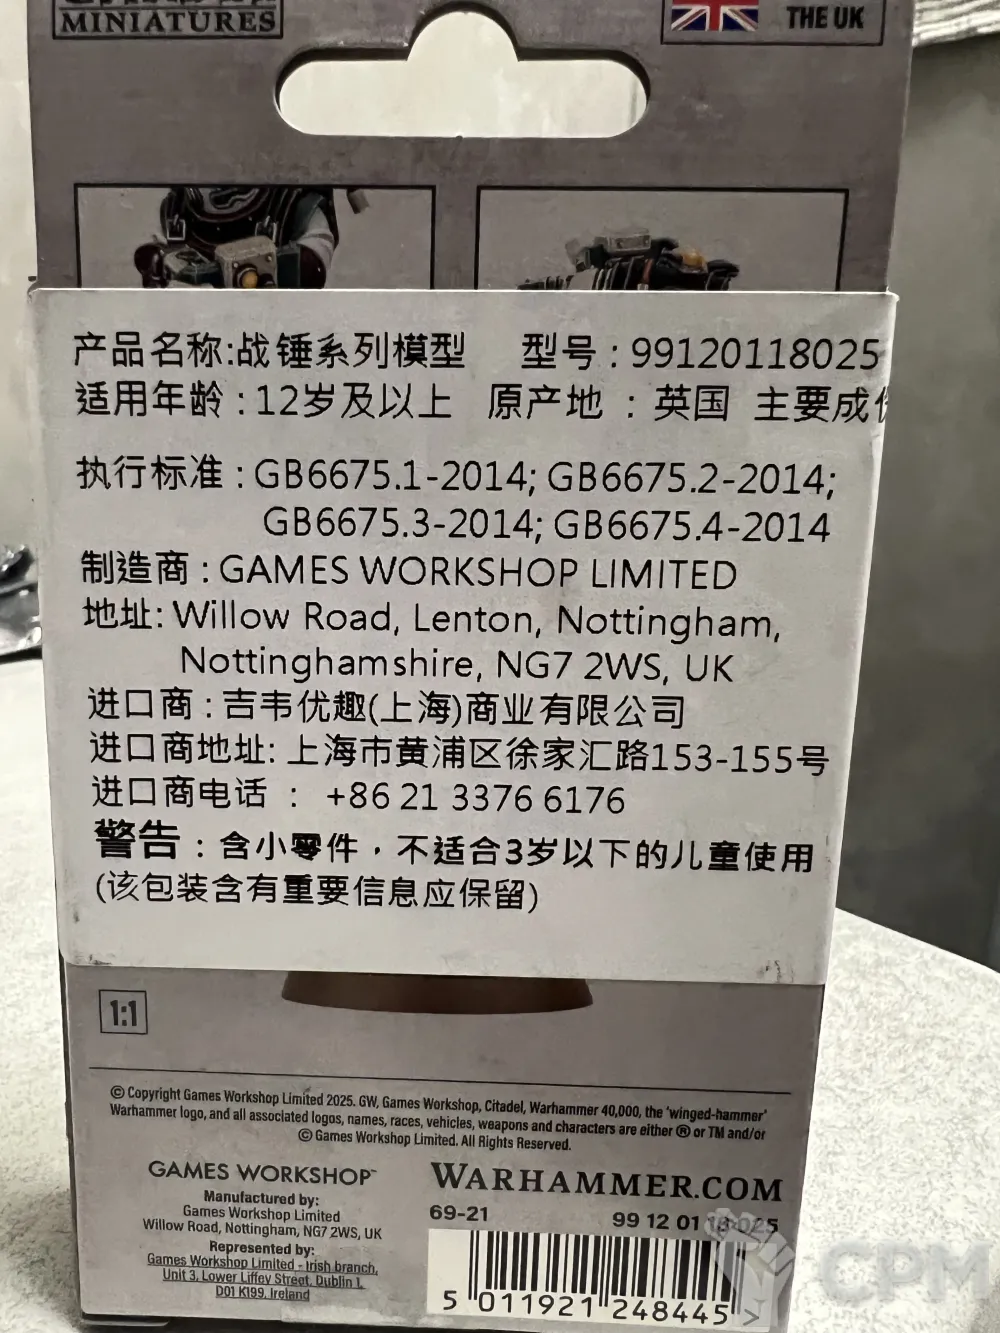 MINIATURES
THE UK
产品名称:战锤系列模型 型号:99120118025
适用年龄:12岁及以上 原产地 : 英国 主要成
执行标准:GB6675.1-2014; GB6675.2-2014;
GB6675.3-2014; GB6675.4-2014
制造商:GAMES WORKSHOP LIMITED
地址: Willow Road, Lenton, Nottingham,
Nottinghamshire, NG7 2WS, UK
进口商:吉韦优趣(上海)商业有限公司
进口商地址: 上海市黄浦区徐家汇路153-155号
进口商电话 : +86 21 3376 6176
警告:含小零件,不适合3岁以下的儿童使用
(该包装含有重要信息应保留)
1:1
© Copyright Games Workshop Limited 2025. GW, Games Workshop, Citadel, Warhammer 40,000, the 'winged-hammer'
Warhammer logo, and all associated logos, names, races, vehicles, weapons and characters are either ® or TM and/or
© Games Workshop Limited. All Rights Reserved.
GAMES WORKSHOP™
Manufactured by:
Games Workshop Limited
Willow Road, Nottingham, NG7 2WS, UK
Represented by:
Games Workshop Limited - Irish branch,
Unit 3, Lower Liffey Street, Dublin 1,
D01 K199, Ireland
WARHAMMER.COM
69-21 99 12 01 18 025
5 011921 248445 >
CFM